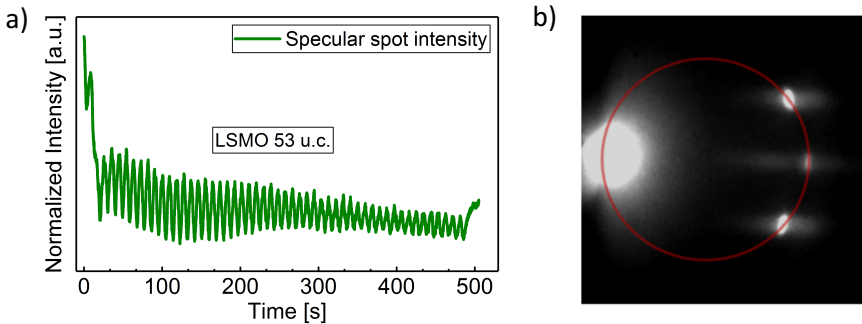 a)
Normalized Intensity [a.u.]
Specular spot intensity
LSMO 53 u.c.
0 100 200 300 400 500
Time [s]
b)